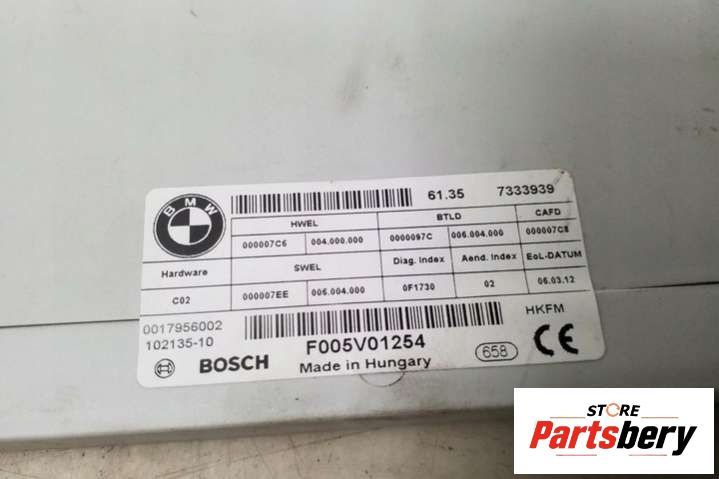 BMW
61.35 7333939
HWEL BTLD CAFD
000007C6 004.000.000 0000097C 006.004.000 000007C8
Hardware SWEL Diag. Index Aend. Index EoL-DATUM
C02 000007EE 006.004.000 0F1730 02 06.03.12
0017956002
102135-10
HKFM
BOSCH F005V01254
Made in Hungary
658 CE
STORE
Partsbery